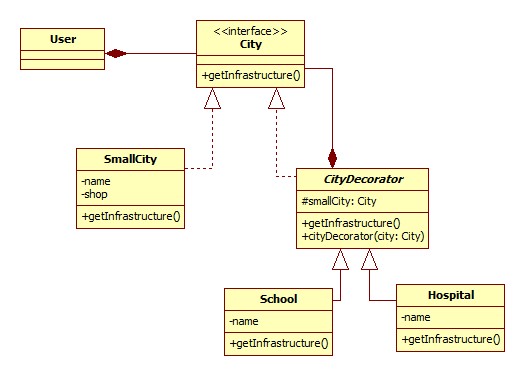 User
<<interface>>
City
+getInfrastructure()
SmallCity
-name
-shop
+getInfrastructure()
CityDecorator
#smallCity: City
+getInfrastructure()
+cityDecorator(city: City)
School
-name
+getInfrastructure()
Hospital
-name
+getInfrastructure()